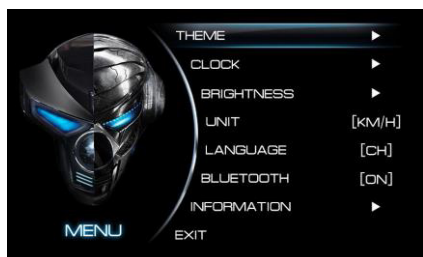 THEME ▶
CLOCK ▶
BRIGHTNESS ▶
UNIT [KM/H]
LANGUAGE [CH]
BLUETOOTH [ON]
INFORMATION ▶
EXIT
MENU